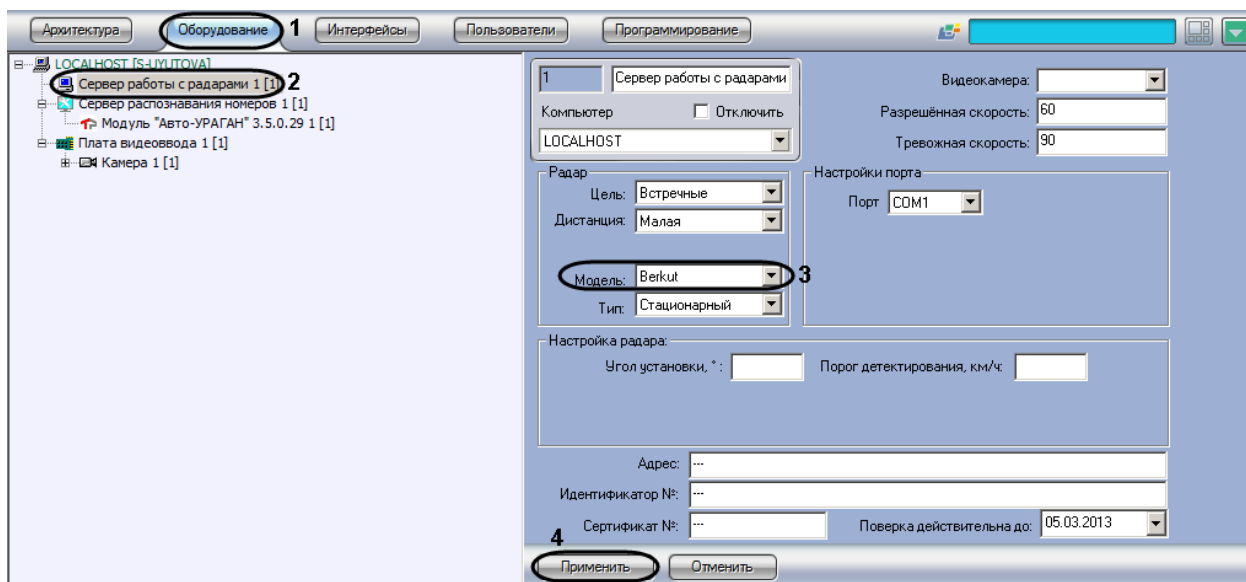 Архитектура Оборудование 1 Интерфейсы Пользователи Программирование
LOCALHOST [S-UYUTOVA]
Сервер работы с радарами 1 [1] 2
Сервер распознавания номеров 1 [1]
Модуль "Авто-УРАГАН" 3.5.0.29 1 [1]
Плата видеоввода 1 [1]
Камера 1 [1]
1 Сервер работы с радарами
Компьютер Отключить
LOCALHOST
Видеокамера:
Разрешённая скорость: 60
Тревожная скорость: 90
Радар
Цель: Встречные
Дистанция: Малая
Модель: Berkut 3
Тип: Стационарный
Настройки порта
Порт COM1
Настройка радара:
Угол установки, ° : Порог детектирования, км/ч:
Адрес: ---
Идентификатор №: ---
Сертификат №: --- Поверка действительна до: 05.03.2013
4
Применить Отменить